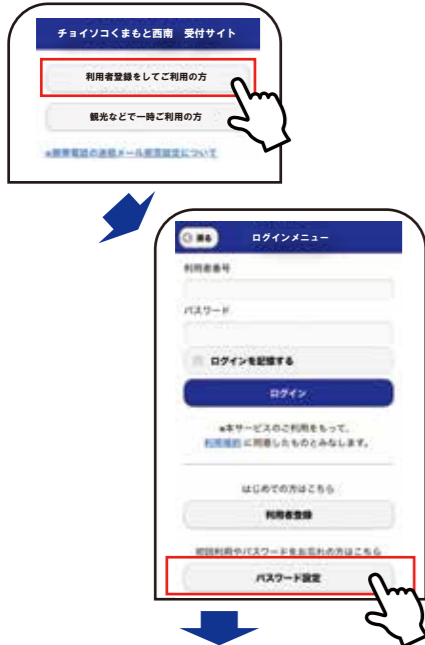 チョイソコくまもと西南 受付サイト
利用者登録をしてご利用の方
観光などで一時ご利用の方
※携帯電話の迷惑メール拒否設定について
戻る ログインメニュー
利用者番号
パスワード
ログインを記憶する
ログイン
※本サービスのご利用をもって、
利用規約に同意したものとみなします。
はじめての方はこちら
利用者登録
初回利用やパスワードをお忘れの方はこちら
パスワード設定